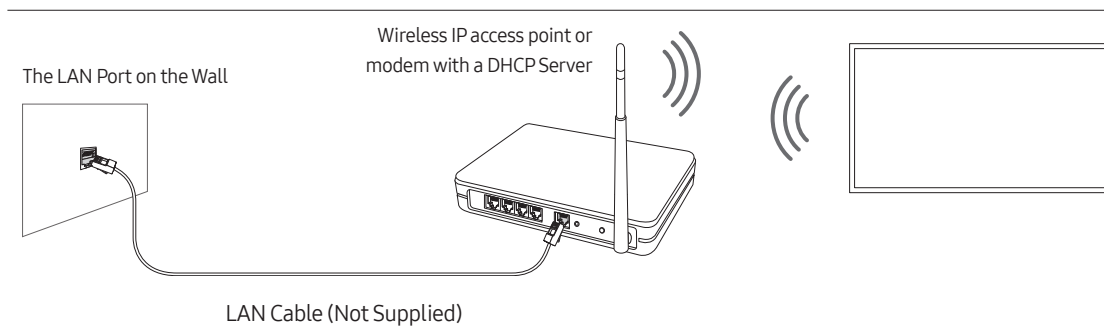 Wireless IP access point or
modem with a DHCP Server
The LAN Port on the Wall
LAN Cable (Not Supplied)